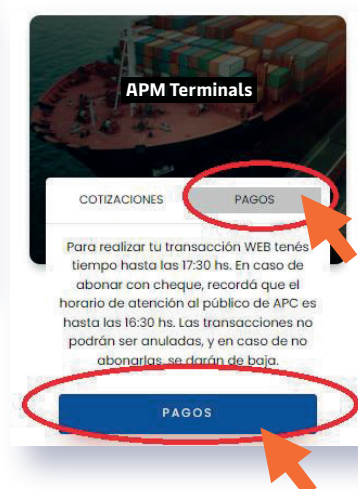 APM Terminals
COTIZACIONES PAGOS
Para realizar tu transacción WEB tenés
tiempo hasta las 17:30 hs. En caso de
abonar con cheque, recordá que el
horario de atención al público de APC es
hasta las 16:30 hs. Las transacciones no
podrán ser anuladas, y en caso de no
abonarlas, se darán de baja.
PAGOS